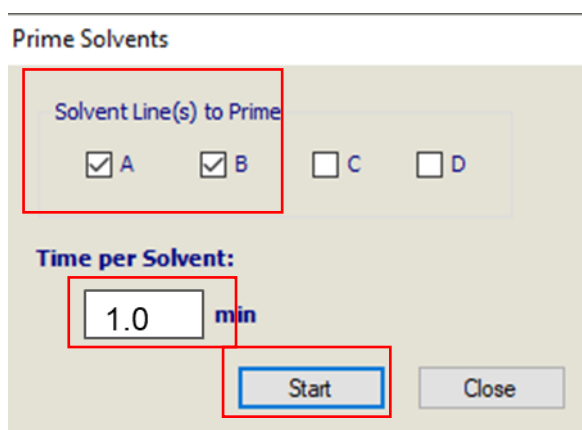 Prime Solvents
Solvent Line(s) to Prime
A B C D
Time per Solvent:
1.0 min
Start Close